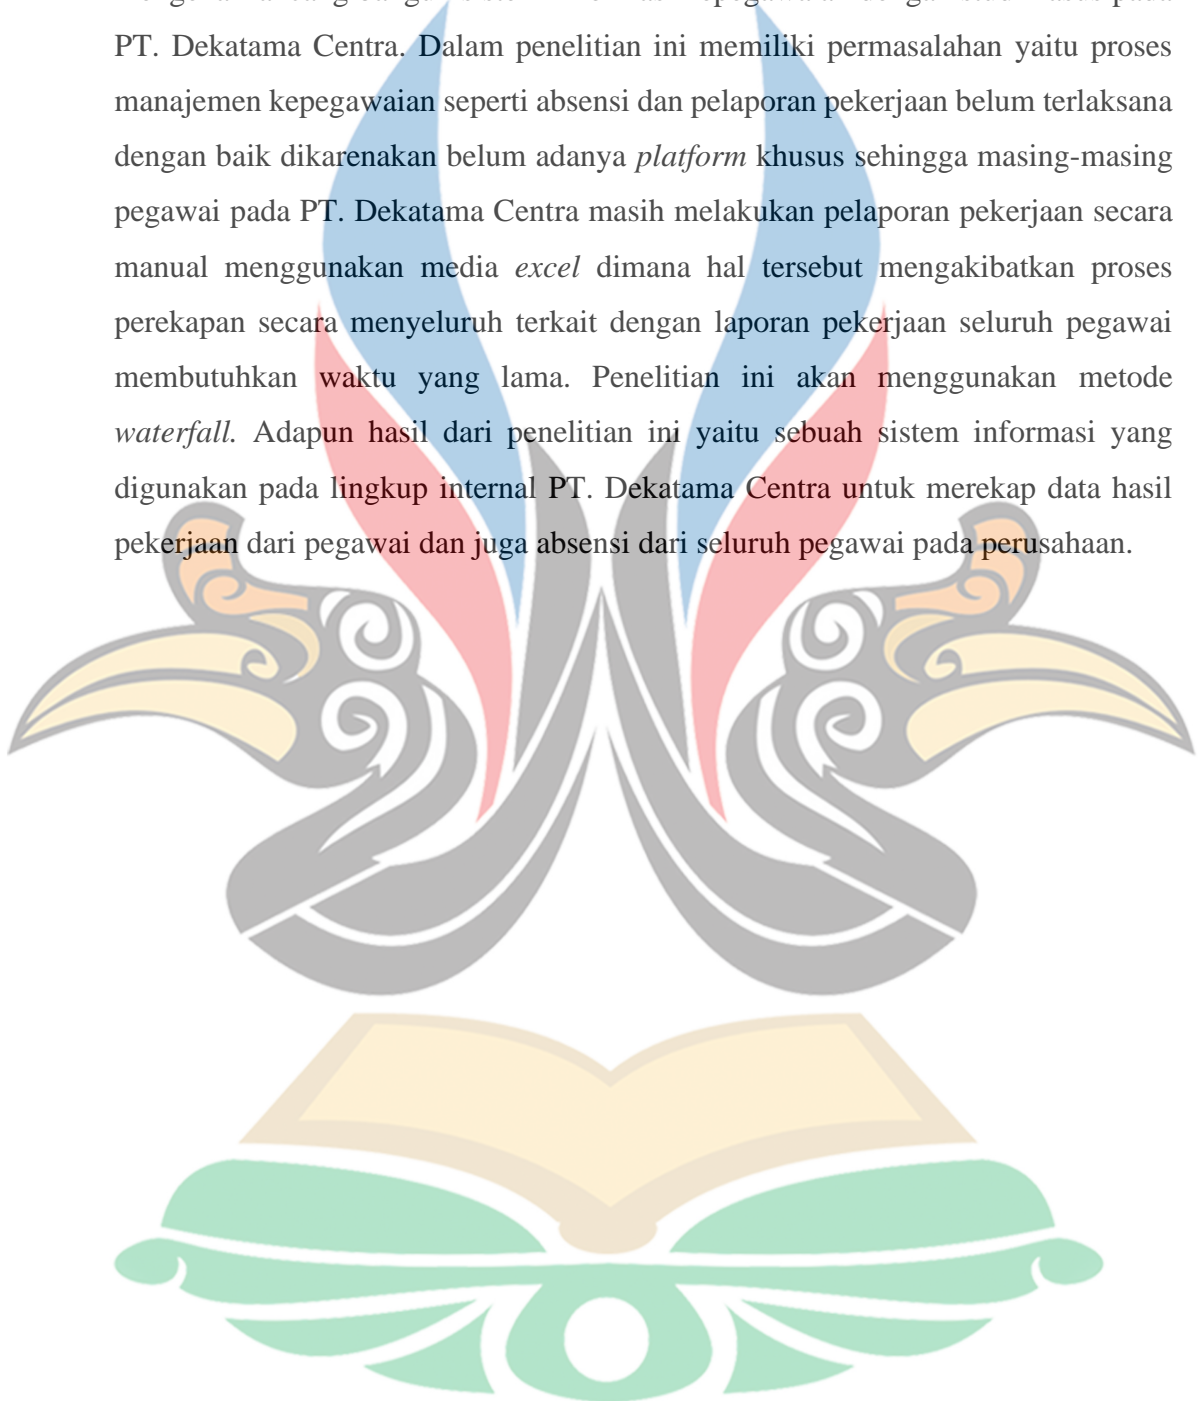 PT. Dekatama Centra. Dalam penelitian ini memiliki permasalahan yaitu proses
manajemen kepegawaian seperti absensi dan pelaporan pekerjaan belum terlaksana
dengan baik dikarenakan belum adanya platform khusus sehingga masing-masing
pegawai pada PT. Dekatama Centra masih melakukan pelaporan pekerjaan secara
manual menggunakan media excel dimana hal tersebut mengakibatkan proses
perekapan secara menyeluruh terkait dengan laporan pekerjaan seluruh pegawai
membutuhkan waktu yang lama. Penelitian ini akan menggunakan metode
waterfall. Adapun hasil dari penelitian ini yaitu sebuah sistem informasi yang
digunakan pada lingkup internal PT. Dekatama Centra untuk merekap data hasil
pekerjaan dari pegawai dan juga absensi dari seluruh pegawai pada perusahaan.